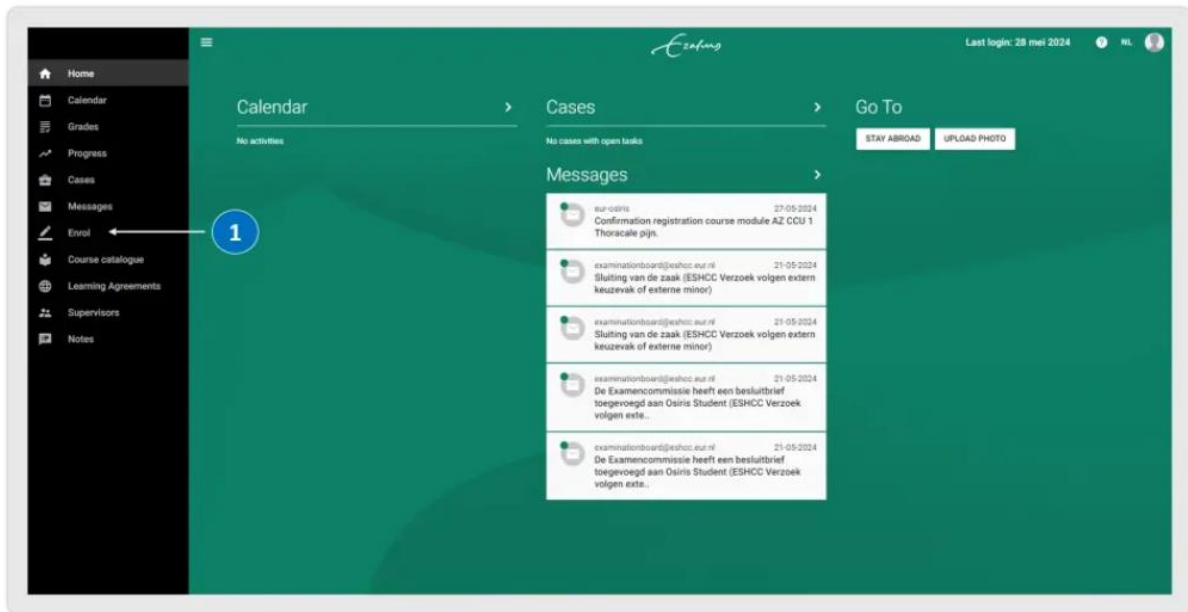 Erasmus
Last login: 28 mei 2024
NL
Home
Calendar
Grades
Progress
Cases
Messages
Enrol
Course catalogue
Learning Agreements
Supervisors
Notes
1
Calendar
No activities
Cases
No cases with open tasks
Messages
eur-osiris 27-05-2024
Confirmation registration course module AZ CCU 1
Thoracale pijn.
examinationboard@eshcc.eur.nl 21-05-2024
Sluiting van de zaak (ESHCC Verzoek volgen extern
keuzevak of externe minor)
examinationboard@eshcc.eur.nl 21-05-2024
Sluiting van de zaak (ESHCC Verzoek volgen extern
keuzevak of externe minor)
examinationboard@eshcc.eur.nl 21-05-2024
De Examencommissie heeft een besluitbrief
toegevoegd aan Osiris Student (ESHCC Verzoek
volgen exte..
examinationboard@eshcc.eur.nl 21-05-2024
De Examencommissie heeft een besluitbrief
toegevoegd aan Osiris Student (ESHCC Verzoek
volgen exte..
Go To
STAY ABROAD UPLOAD PHOTO